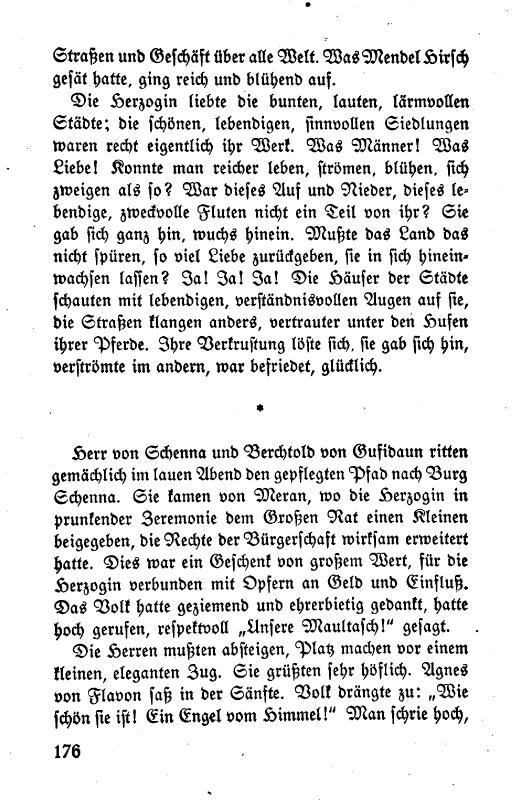 Straßen und Geschäft über alle Welt. Was Mendel Hirsch
gesät hatte, ging reich und blühend auf.
Die Herzogin liebte die bunten, lauten, lärmvollen
Städte; die schönen, lebendigen, sinnvollen Siedlungen
waren recht eigentlich ihr Werk. Was Männer! Was
Liebe! Konnte man reicher leben, strömen, blühen, sich
zweigen als so? War dieses Auf und Nieder, dieses le-
bendige, zweckvolle Fluten nicht ein Teil von ihr? Sie
gab sich ganz hin, wuchs hinein. Mußte das Land das
nicht spüren, so viel Liebe zurückgeben, sie in sich hinein-
wachsen lassen? Ja! Ja! Ja! Die Häuser der Städte
schauten mit lebendigen, verständnisvollen Augen auf sie,
die Straßen klangen anders, vertrauter unter den Hufen
ihrer Pferde. Ihre Verkrustung löste sich, sie gab sich hin,
verströmte im andern, war befriedet, glücklich.
*
Herr von Schenna und Berchtold von Gufidaun ritten
gemächlich im lauen Abend den gepflegten Pfad nach Burg
Schenna. Sie kamen von Meran, wo die Herzogin in
prunkender Zeremonie dem Großen Rat einen Kleinen
beigegeben, die Rechte der Bürgerschaft wirksam erweitert
hatte. Dies war ein Geschenk von großem Wert, für die
Herzogin verbunden mit Opfern an Geld und Einfluß.
Das Volk hatte geziemend und ehrerbietig gedankt, hatte
hoch gerufen, respektvoll „Unsere Maultasch!“ gesagt.
Die Herren mußten absteigen, Platz machen vor einem
kleinen, eleganten Zug. Sie grüßten sehr höflich. Agnes
von Flavon saß in der Sänfte. Volk drängte zu: „Wie
schön sie ist! Ein Engel vom Himmel!“ Man schrie hoch,
176